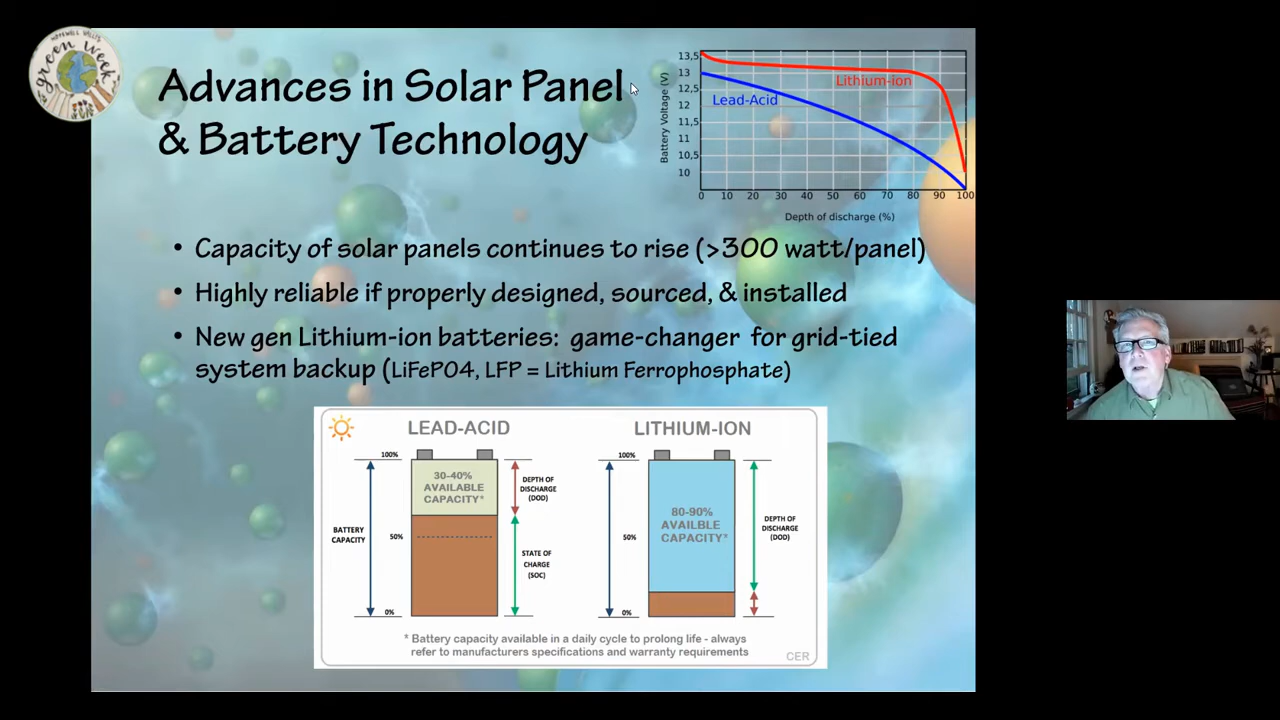 HOPEWELL VALLEY
green week
Advances in Solar Panel
& Battery Technology
Battery Voltage (V)
13,5
13
12,5
12
11,5
11
10,5
10
Lithium-ion
Lead-Acid
0 10 20 30 40 50 60 70 80 90 100
Depth of discharge (%)
• Capacity of solar panels continues to rise (>300 watt/panel)
• Highly reliable if properly designed, sourced, & installed
• New gen Lithium-ion batteries: game-changer for grid-tied
system backup (LiFePO4, LFP = Lithium Ferrophosphate)
LEAD-ACID
100%
30-40%
AVAILABLE
CAPACITY*
DEPTH OF
DISCHARGE
(DOD)
BATTERY
CAPACITY
50%
STATE OF
CHARGE
(SOC)
0%
LITHIUM-ION
100%
80-90%
AVAILBLE
CAPACITY*
50%
DEPTH OF
DISCHARGE
(DOD)
0%
* Battery capacity available in a daily cycle to prolong life - always
refer to manufacturers specifications and warranty requirements
CER